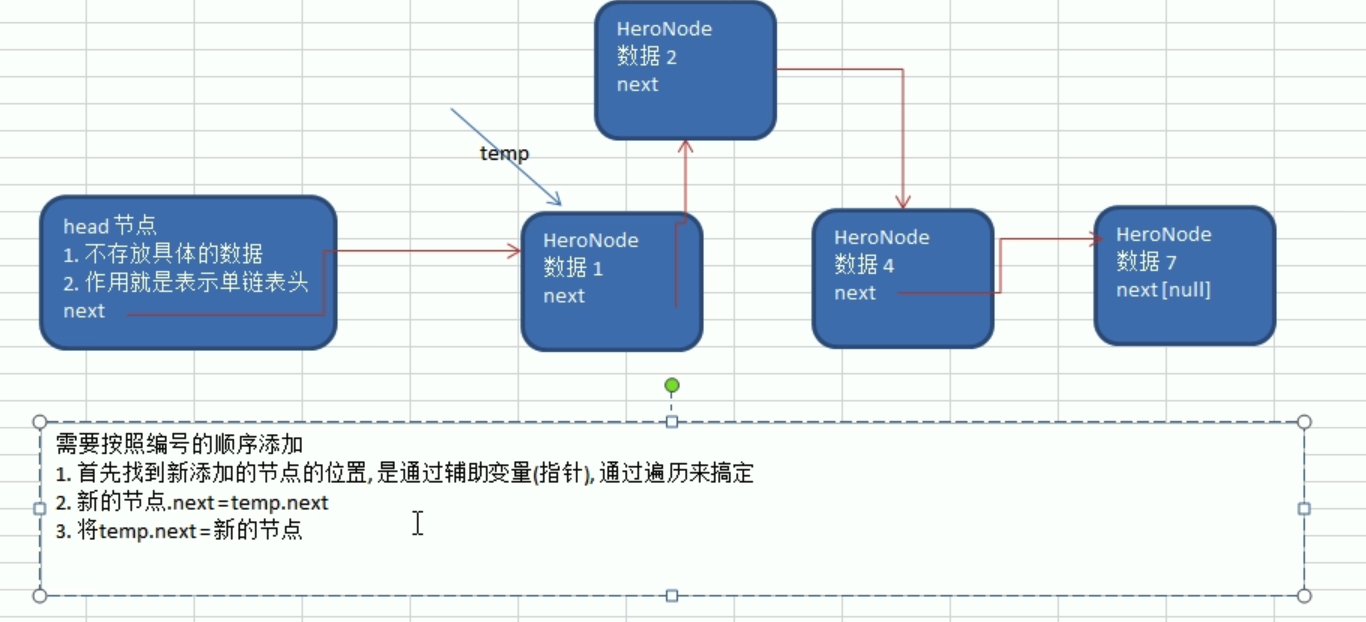 HeroNode
数据 2
next
temp
head 节点
1. 不存放具体的数据
2. 作用就是表示单链表头
next
HeroNode
数据 1
next
HeroNode
数据 4
next
HeroNode
数据 7
next [null]
需要按照编号的顺序添加
1. 首先找到新添加的节点的位置, 是通过辅助变量(指针), 通过遍历来搞定
2. 新的节点.next=temp.next
3. 将temp.next=新的节点